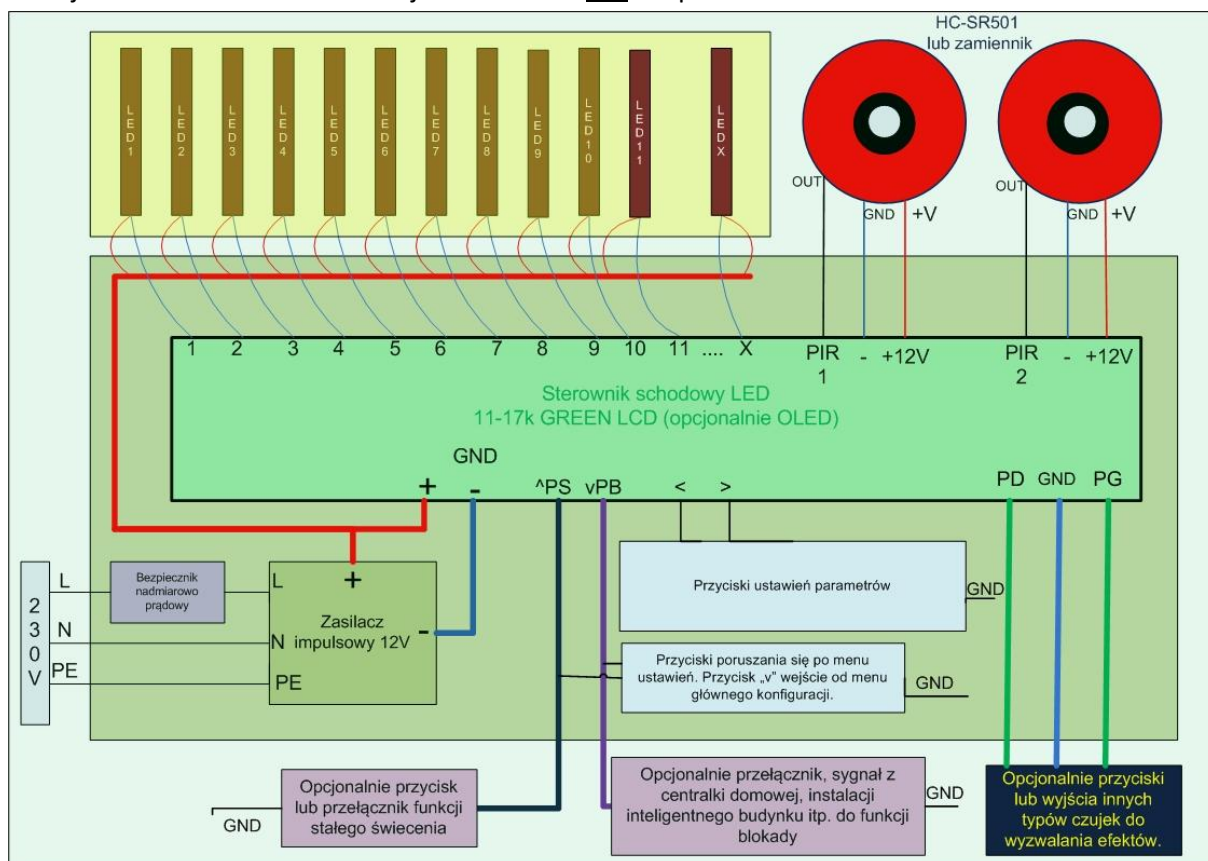 HC-SR501
lub zamiennik
LED1
LED2
LED3
LED4
LED5
LED6
LED7
LED8
LED9
LED10
LED11
LEDX
OUT
GND
+V
OUT
GND
+V
1 2 3 4 5 6 7 8 9 10 11 .... X
PIR
1
- +12V
PIR
2
- +12V
Sterownik schodowy LED
11-17k GREEN LCD (opcjonalnie OLED)
GND
+ - ^PS vPB < > PD GND PG
230V
L
N
PE
Bezpiecznik
nadmiarowo
prądowy
L
+
Zasilacz
impulsowy 12V
-
N
PE
Przyciski ustawień parametrów
GND
Przyciski poruszania się po menu
ustawień. Przycisk „v” wejście od menu
głównego konfiguracji.
GND
Opcjonalnie przycisk
lub przełącznik funkcji
stałego świecenia
GND
Opcjonalnie przełącznik, sygnał z
centralki domowej, instalacji
inteligentnego budynku itp. do funkcji
blokady
GND
Opcjonalnie przyciski
lub wyjścia innych
typów czujek do
wyzwalania efektów.